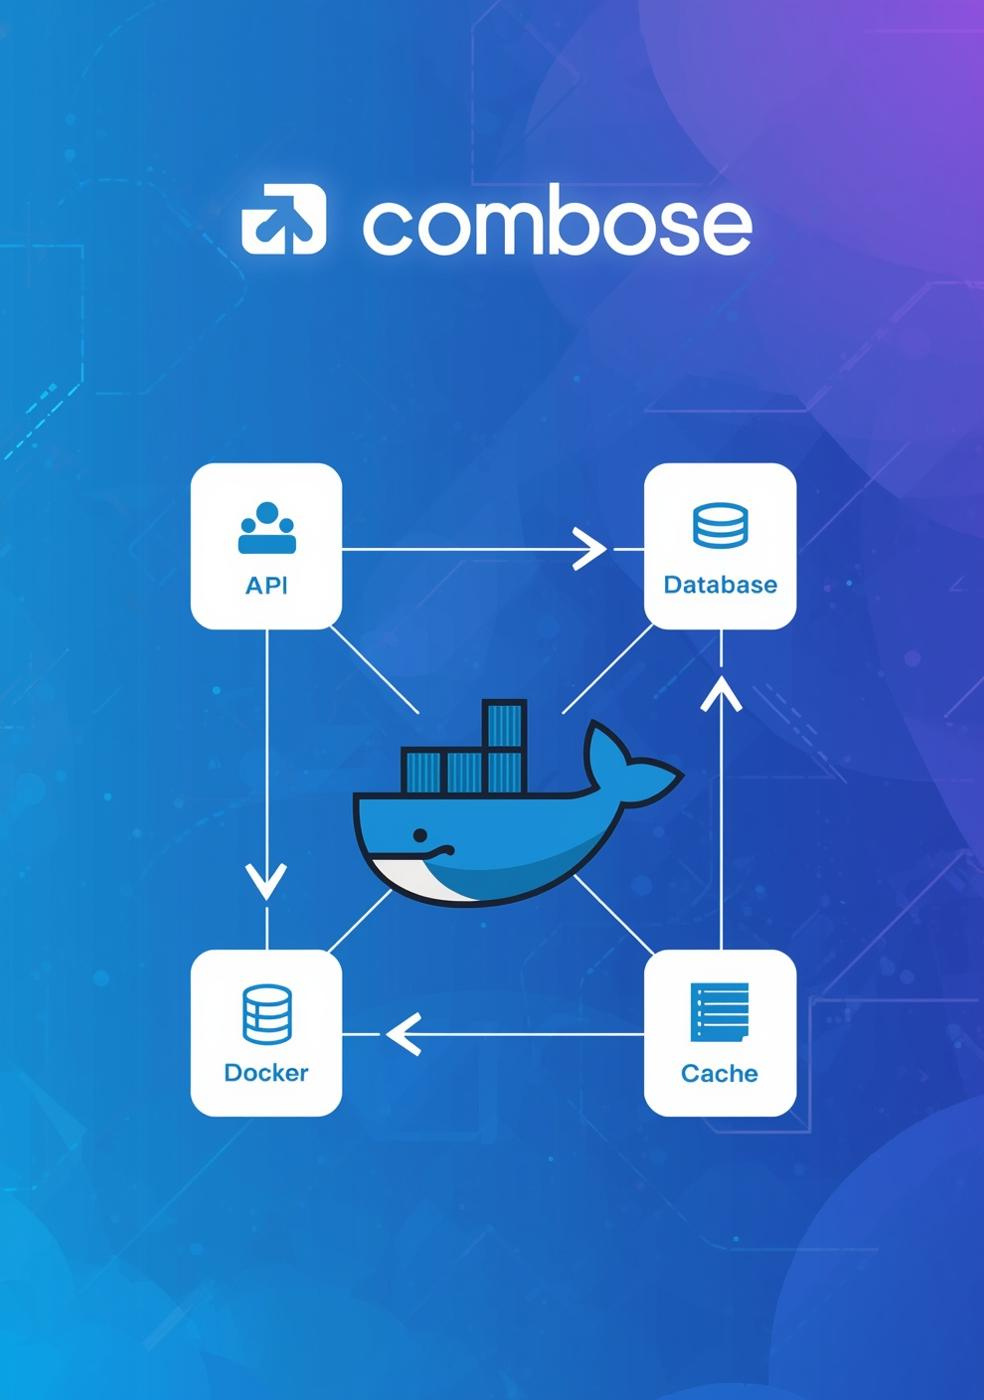 combose
API
Database
Docker
Cache